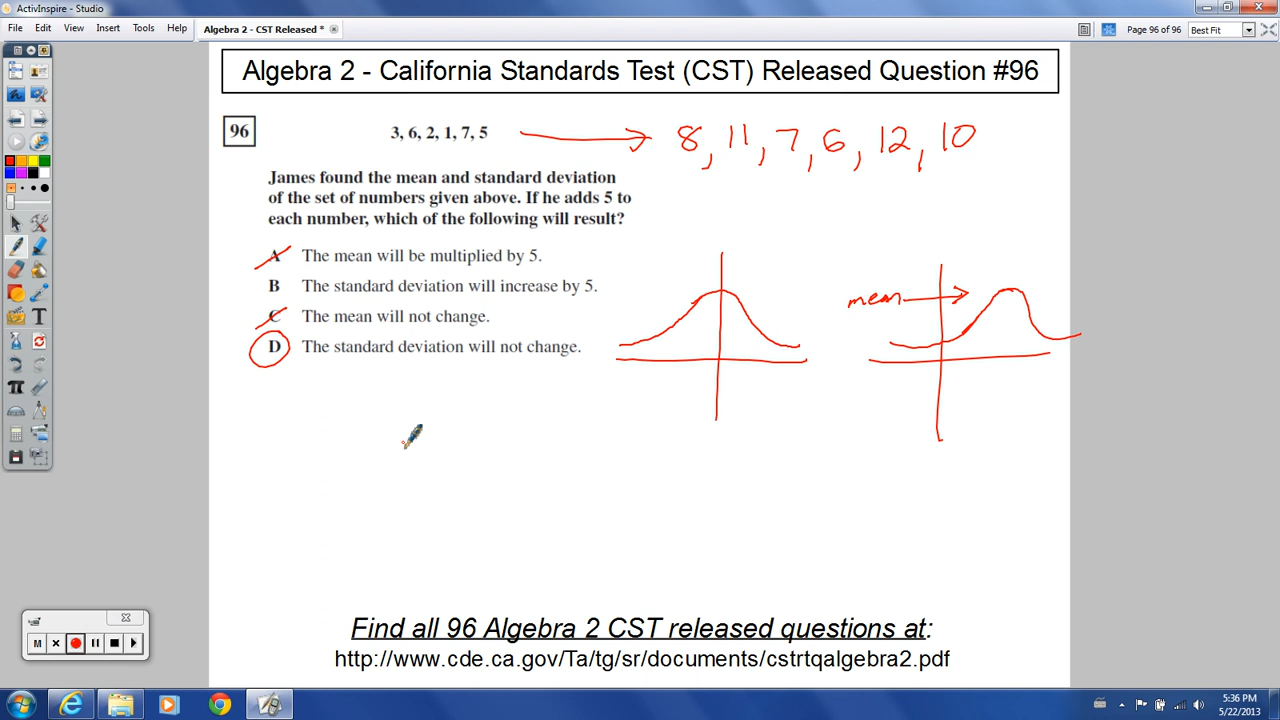 ActivInspire - Studio
File Edit View Insert Tools Help
Algebra 2 - CST Released *
Page 96 of 96
Best Fit
Algebra 2 - California Standards Test (CST) Released Question #96
96
3, 6, 2, 1, 7, 5
8, 11, 7, 6, 12, 10
James found the mean and standard deviation
of the set of numbers given above. If he adds 5 to
each number, which of the following will result?
A The mean will be multiplied by 5.
B The standard deviation will increase by 5.
C The mean will not change.
D The standard deviation will not change.
mean
M
Find all 96 Algebra 2 CST released questions at:
http://www.cde.ca.gov/Ta/tg/sr/documents/cstrtqalgebra2.pdf
5:36 PM
5/22/2013